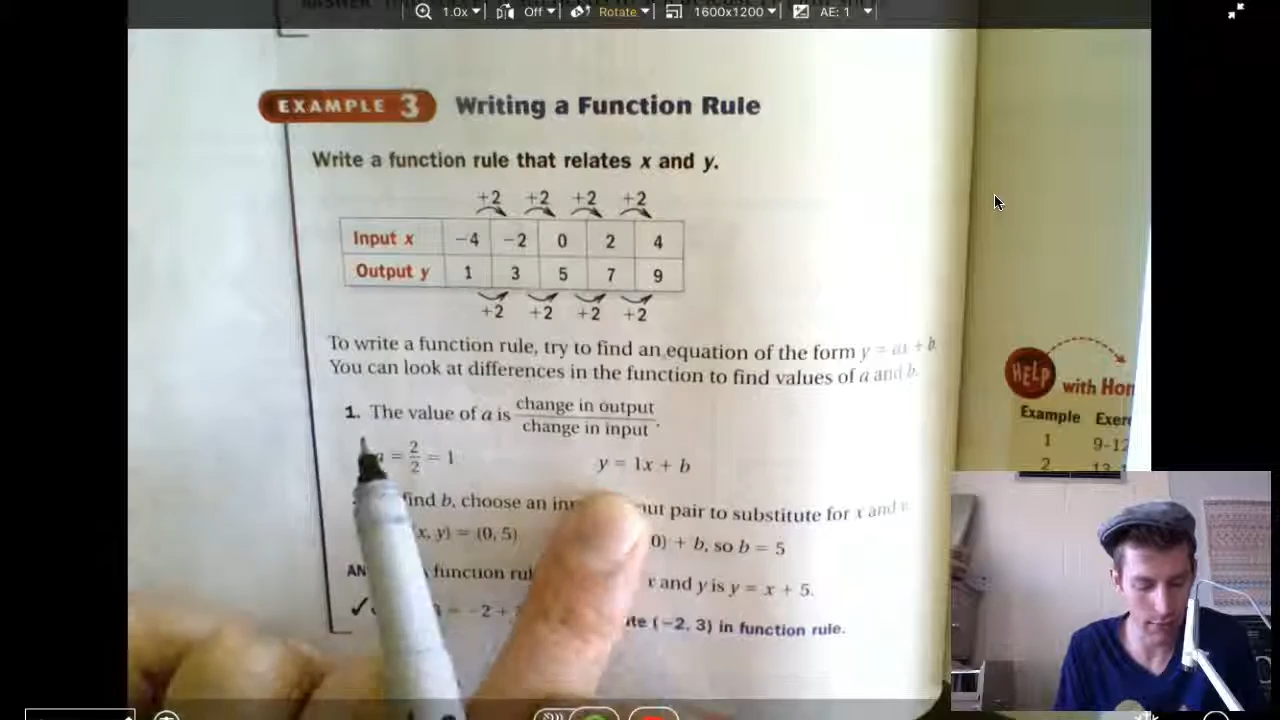 1.0x
Off
Rotate
1600x1200
AE: 1
EXAMPLE 3 Writing a Function Rule
Write a function rule that relates x and y.
+2 +2 +2 +2
Input x -4 -2 0 2 4
Output y 1 3 5 7 9
+2 +2 +2 +2
To write a function rule, try to find an equation of the form y = ax + b.
You can look at differences in the function to find values of a and b.
1. The value of a is change in output
change in input.
= 2/2 = 1 y = 1x + b
find b, choose an pair to substitute for x and
x, y) = (0, 5) 0) + b, so b = 5
function x and y is y = x + 5.
= -2 + (-2, 3) in function rule.
HELP with
Example
1 9-12
2